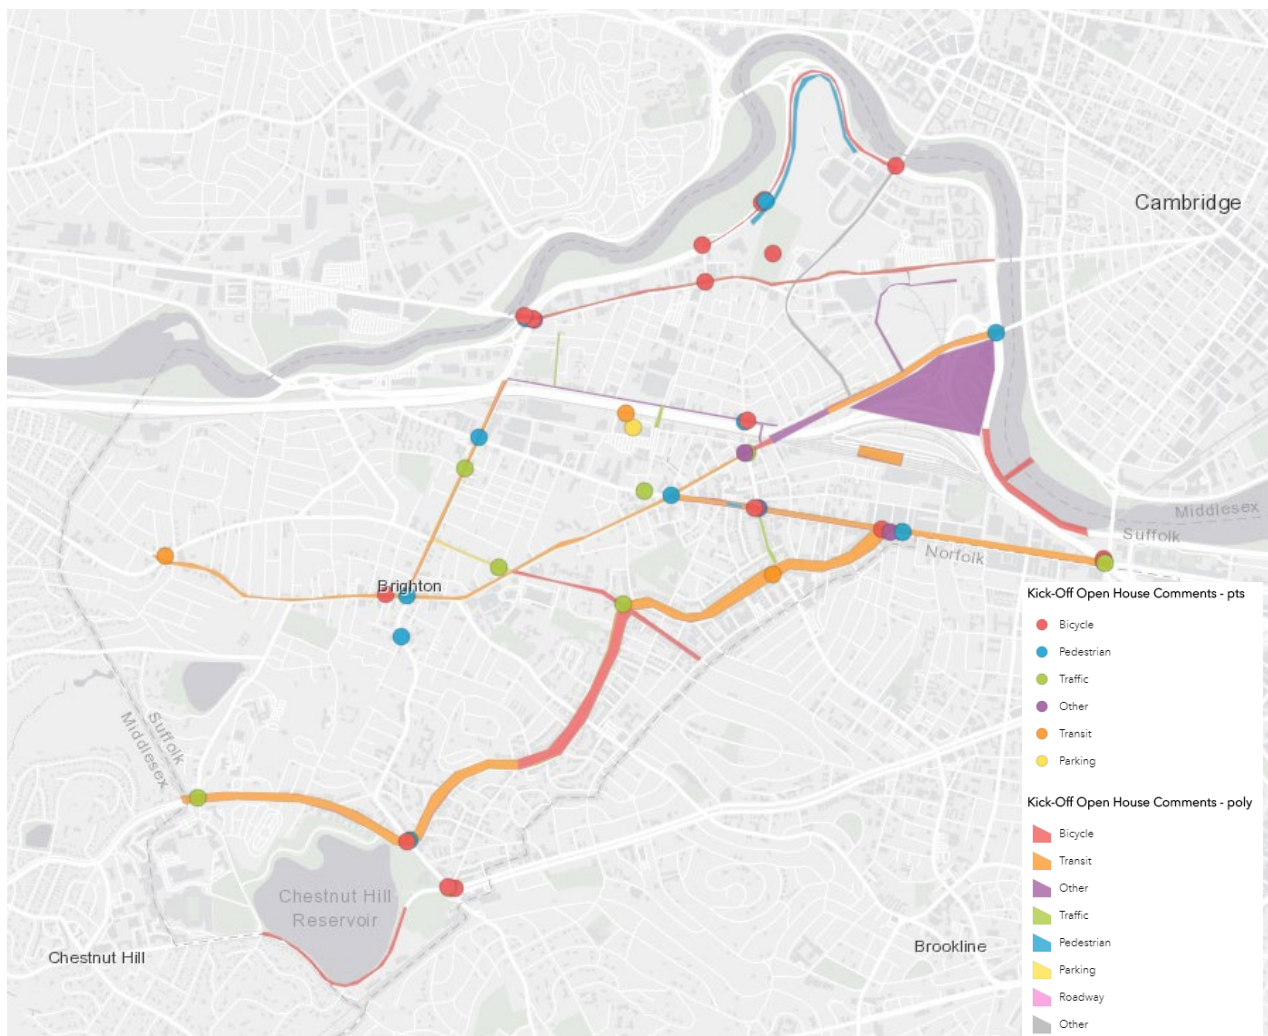 Cambridge
Middlesex
Suffolk
Norfolk
Brighton
Suffolk
Middlesex
Chestnut Hill
Reservoir
Chestnut Hill
Brookline
Kick-Off Open House Comments - pts
Bicycle
Pedestrian
Traffic
Other
Transit
Parking
Kick-Off Open House Comments - poly
Bicycle
Transit
Other
Traffic
Pedestrian
Parking
Roadway
Other